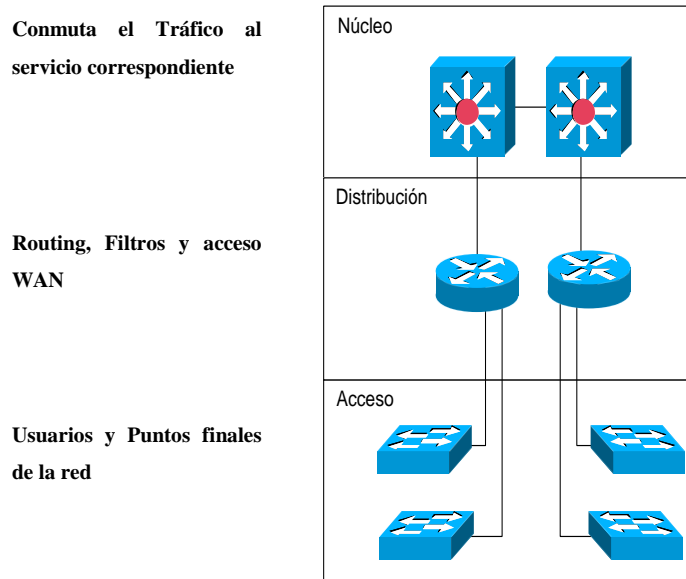 Conmuta el Tráfico al
servicio correspondiente
Núcleo
Distribución
Routing, Filtros y acceso
WAN
Acceso
Usuarios y Puntos finales
de la red